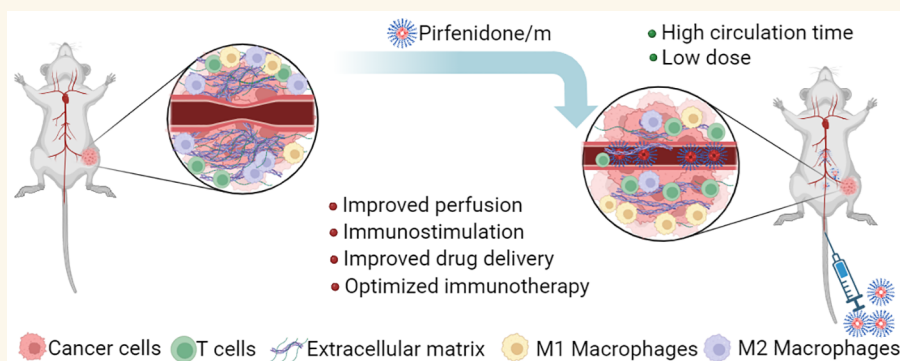 Pirfenidone/m
High circulation time
Low dose
Improved perfusion
Immunostimulation
Improved drug delivery
Optimized immunotherapy
Cancer cells
T cells
Extracellular matrix
M1 Macrophages
M2 Macrophages